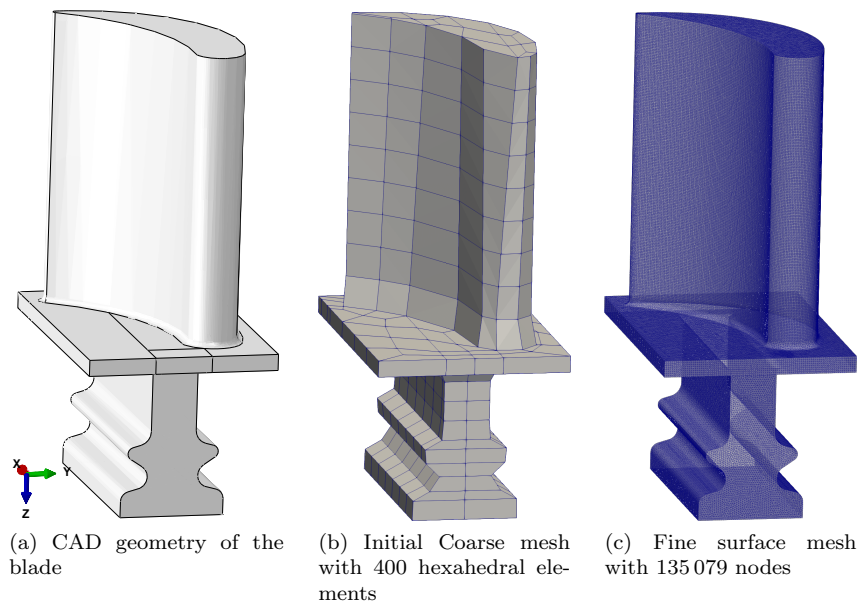 X
Y
Z
(a) CAD geometry of the
blade
(b) Initial Coarse mesh
with 400 hexahedral ele-
ments
(c) Fine surface mesh
with 135 079 nodes